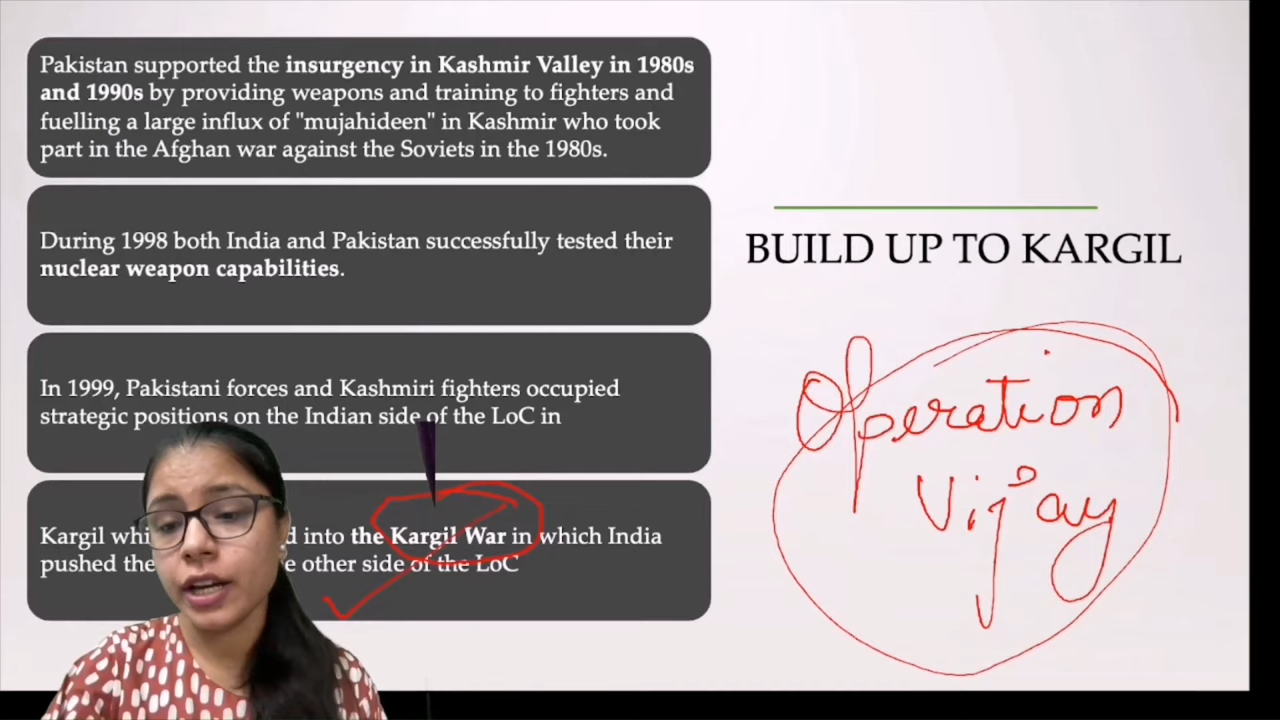 Pakistan supported the insurgency in Kashmir Valley in 1980s
and 1990s by providing weapons and training to fighters and
fuelling a large influx of "mujahideen" in Kashmir who took
part in the Afghan war against the Soviets in the 1980s.
During 1998 both India and Pakistan successfully tested their
nuclear weapon capabilities.
In 1999, Pakistani forces and Kashmiri fighters occupied
strategic positions on the Indian side of the LoC in
Kargil into the Kargil War in which India
pushed other side of the LoC
BUILD UP TO KARGIL
Operation
Vijay